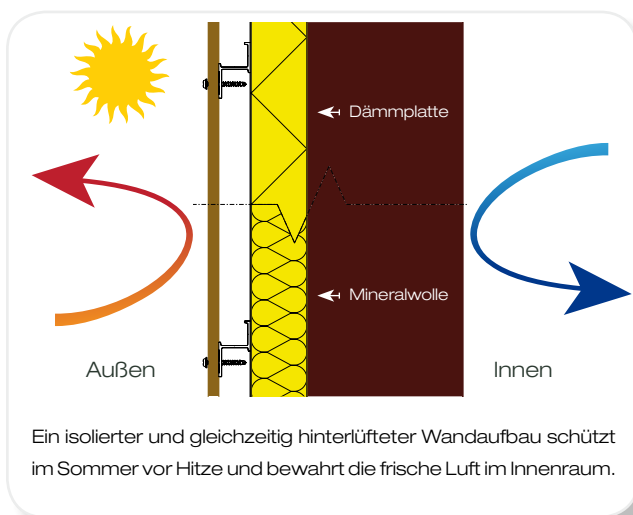 Dämmplatte
Mineralwolle
Außen
Innen
Ein isolierter und gleichzeitig hinterlüfteter Wandaufbau schützt
im Sommer vor Hitze und bewahrt die frische Luft im Innenraum.